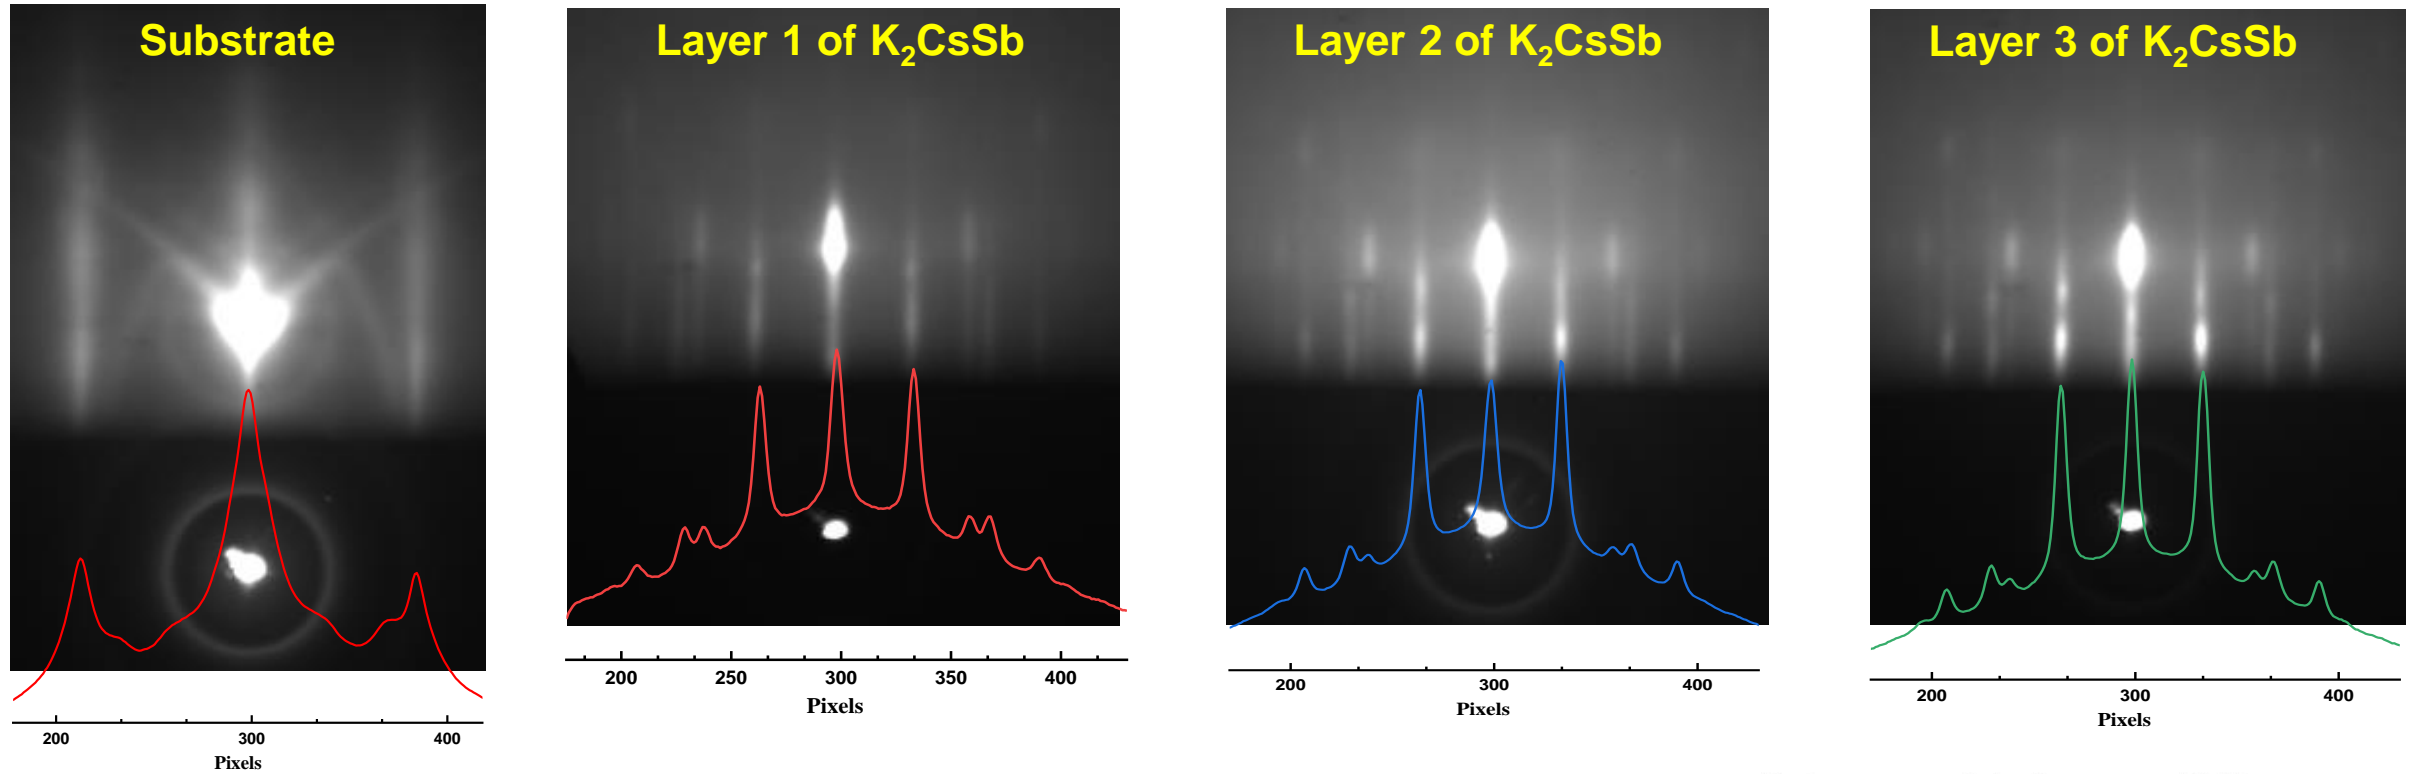 Substrate
Layer 1 of K₂CsSb
Layer 2 of K₂CsSb
Layer 3 of K₂CsSb
200 300 400
Pixels
200 250 300 350 400
Pixels
200 300 400
Pixels
200 300 400
Pixels